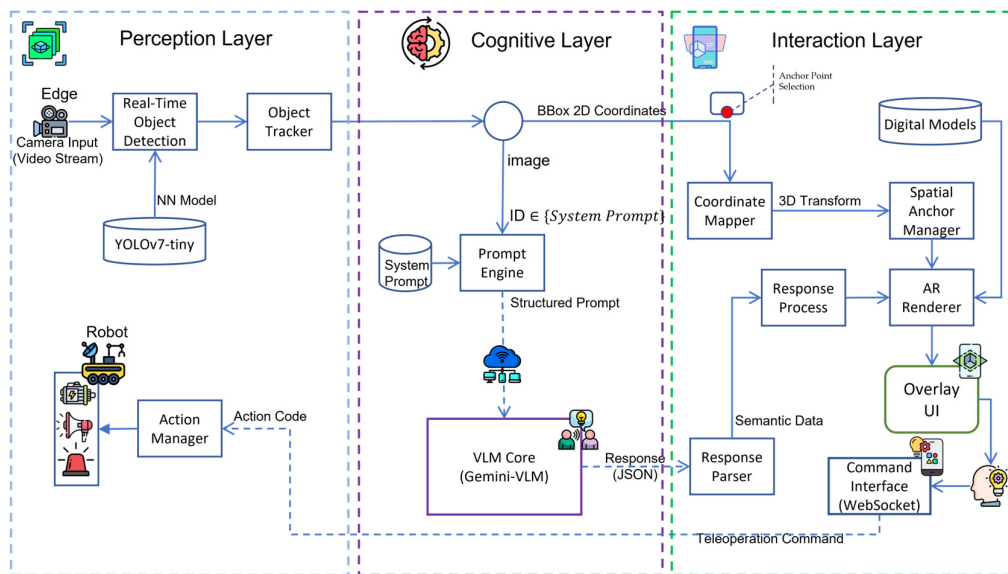 Perception Layer
Cognitive Layer
Interaction Layer
Edge
Camera Input
(Video Stream)
Real-Time
Object
Detection
Object
Tracker
NN Model
YOLOv7-tiny
BBox 2D Coordinates
image
ID ∈ {System Prompt}
System
Prompt
Prompt
Engine
Structured Prompt
VLM Core
(Gemini-VLM)
Response
(JSON)
Anchor Point
Selection
Digital Models
Coordinate
Mapper
3D Transform
Spatial
Anchor
Manager
Response
Process
AR
Renderer
Overlay
UI
Semantic Data
Response
Parser
Command
Interface
(WebSocket)
Teleoperation Command
Robot
Action
Manager
Action Code